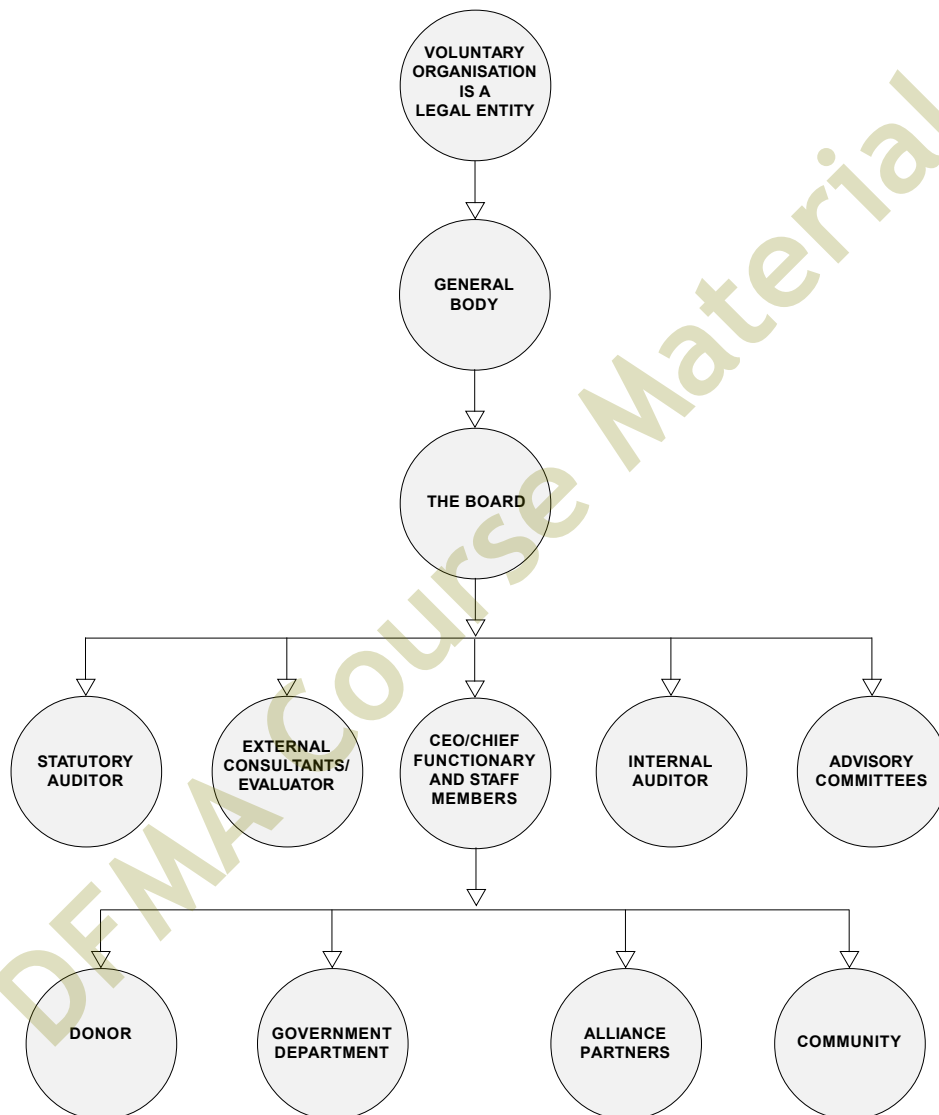 VOLUNTARY
ORGANISATION
IS A
LEGAL ENTITY
GENERAL
BODY
THE BOARD
STATUTORY
AUDITOR
EXTERNAL
CONSULTANTS/
EVALUATOR
CEO/CHIEF
FUNCTIONARY
AND STAFF
MEMBERS
INTERNAL
AUDITOR
ADVISORY
COMMITTEES
DONOR
GOVERNMENT
DEPARTMENT
ALLIANCE
PARTNERS
COMMUNITY
DFMA Course Material